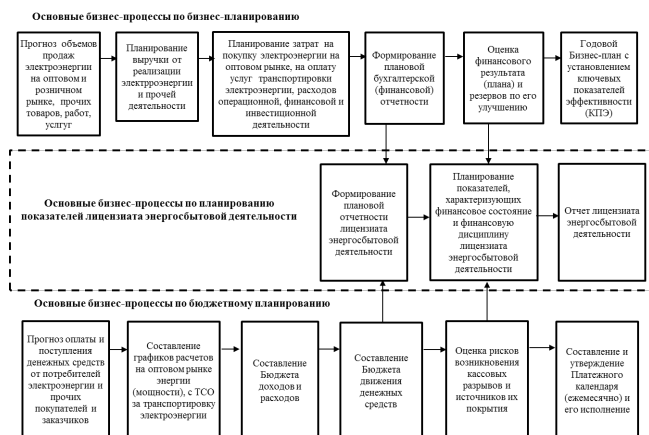 Основные бизнес-процессы по бизнес-планированию
Прогноз объемов
продаж
электроэнергии
на оптовом и
розничном
рынке, прочих
товаров, работ,
услгуг
Планирование
выручки от
реализации
электрроэнергии
и прочей
деятельности
Планирование затрат на
покупку электроэнергии на
оптовом рынке, на оплату
услуг транспортировки
электроэнергии, расходов
операционной, финансовой и
инвестиционной
деятельности
Формирование
плановой
бухгалтерской
(финансовой)
отчетности
Оценка
финансового
результата
(плана) и
резервов по его
улучшению
Годовой
Бизнес-план с
установлением
ключевых
показателей
эффективности
(КПЭ)
Основные бизнес-процессы по планированию
показателей лицензиата энергосбытовой деятельности
Формирование
плановой
отчетности
лицензиата
энергосбытовой
деятельности
Планирование
показателей,
характеризующих
финансовое состояние
и финансовую
дисциплину
лицензиата
энергосбытовой
деятельности
Отчет лицензиата
энергосбытовой
деятельности
Основные бизнес-процессы по бюджетному планированию
Прогноз оплаты и
поступления
денежных средств
от потребителей
электроэнергии и
прочих
покупателей и
заказчиков
Составление
графиков расчетов
на оптовом рынке
энергии
(мощности), с ТСО
за транспортировку
электроэнергии
Составление
Бюджета
доходов и
расходов
Составление
Бюджета
движения
денежных
средств
Оценка рисков
возникновения
кассовых
разрывов и
источников их
покрытия
Составление и
утверждение
Платежного
календаря
(ежемесячно) и
его исполнение